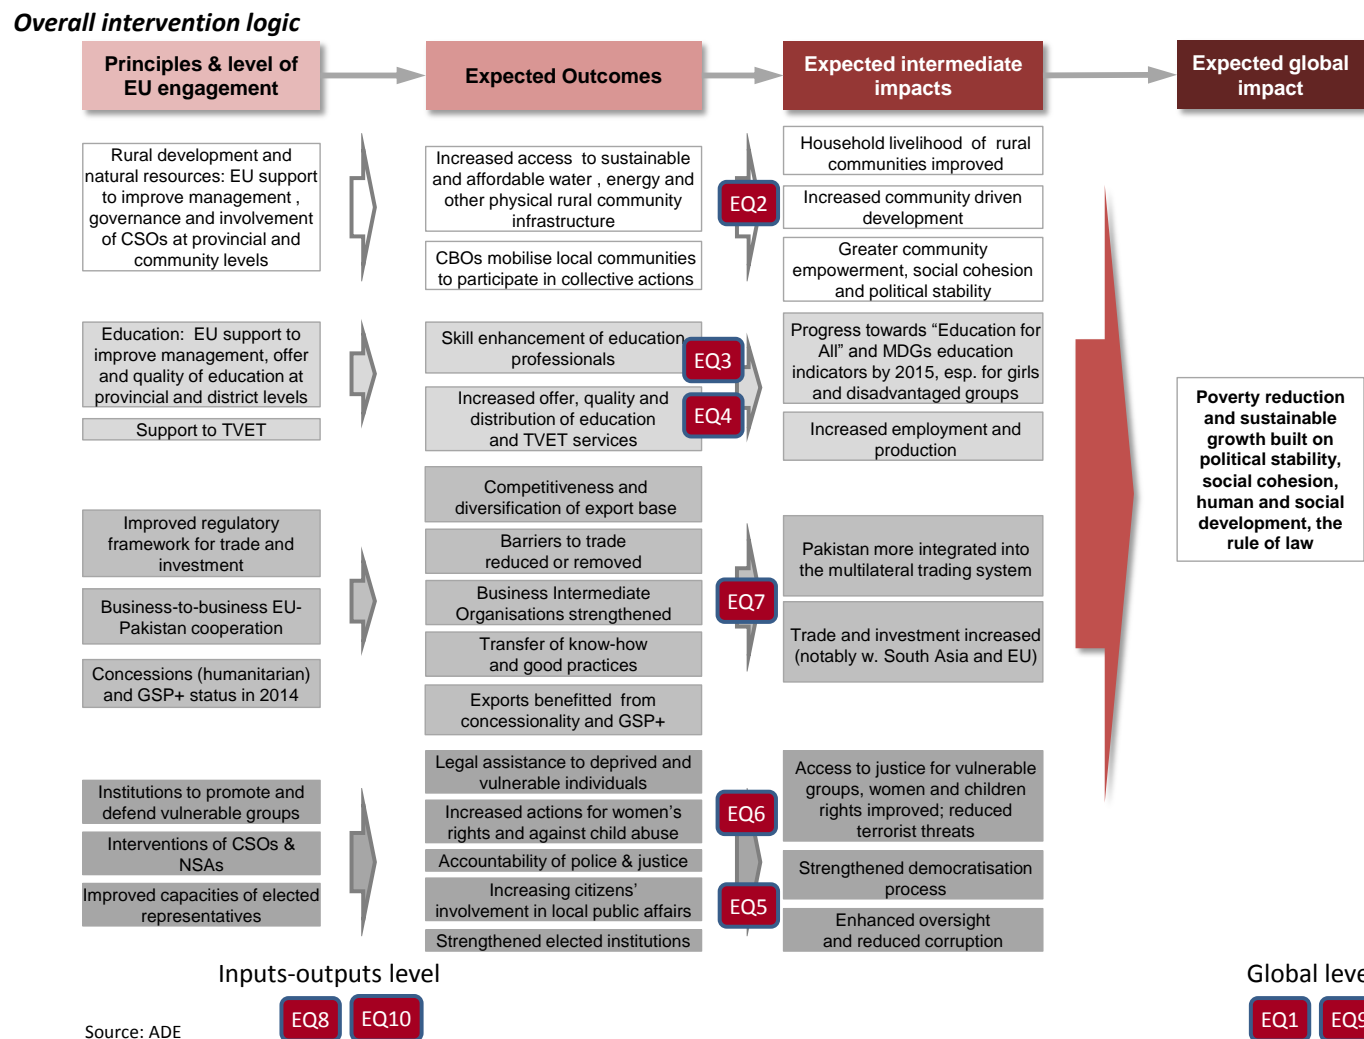 Overall intervention logic
Principles & level of
EU engagement
Expected Outcomes
Expected intermediate
impacts
Expected global
impact
Rural development and
natural resources: EU support
to improve management ,
governance and involvement
of CSOs at provincial and
community levels
Increased access to sustainable
and affordable water , energy and
other physical rural community
infrastructure
CBOs mobilise local communities
to participate in collective actions
EQ2
Household livelihood of rural
communities improved
Increased community driven
development
Greater community
empowerment, social cohesion
and political stability
Education: EU support to
improve management, offer
and quality of education at
provincial and district levels
Support to TVET
Skill enhancement of education
professionals
Increased offer, quality and
distribution of education
and TVET services
EQ3
EQ4
Progress towards “Education for
All” and MDGs education
indicators by 2015, esp. for girls
and disadvantaged groups
Increased employment and
production
Improved regulatory
framework for trade and
investment
Business-to-business EU-
Pakistan cooperation
Concessions (humanitarian)
and GSP+ status in 2014
Competitiveness and
diversification of export base
Barriers to trade
reduced or removed
Business Intermediate
Organisations strengthened
Transfer of know-how
and good practices
Exports benefitted from
concessionality and GSP+
EQ7
Pakistan more integrated into
the multilateral trading system
Trade and investment increased
(notably w. South Asia and EU)
Institutions to promote and
defend vulnerable groups
Interventions of CSOs &
NSAs
Improved capacities of elected
representatives
Legal assistance to deprived and
vulnerable individuals
Increased actions for women’s
rights and against child abuse
Accountability of police & justice
Increasing citizens’
involvement in local public affairs
Strengthened elected institutions
EQ6
EQ5
Access to justice for vulnerable
groups, women and children
rights improved; reduced
terrorist threats
Strengthened democratisation
process
Enhanced oversight
and reduced corruption
Poverty reduction
and sustainable
growth built on
political stability,
social cohesion,
human and social
development, the
rule of law
Inputs-outputs level
EQ8
EQ10
Global leve
EQ1
EQ9
Source: ADE